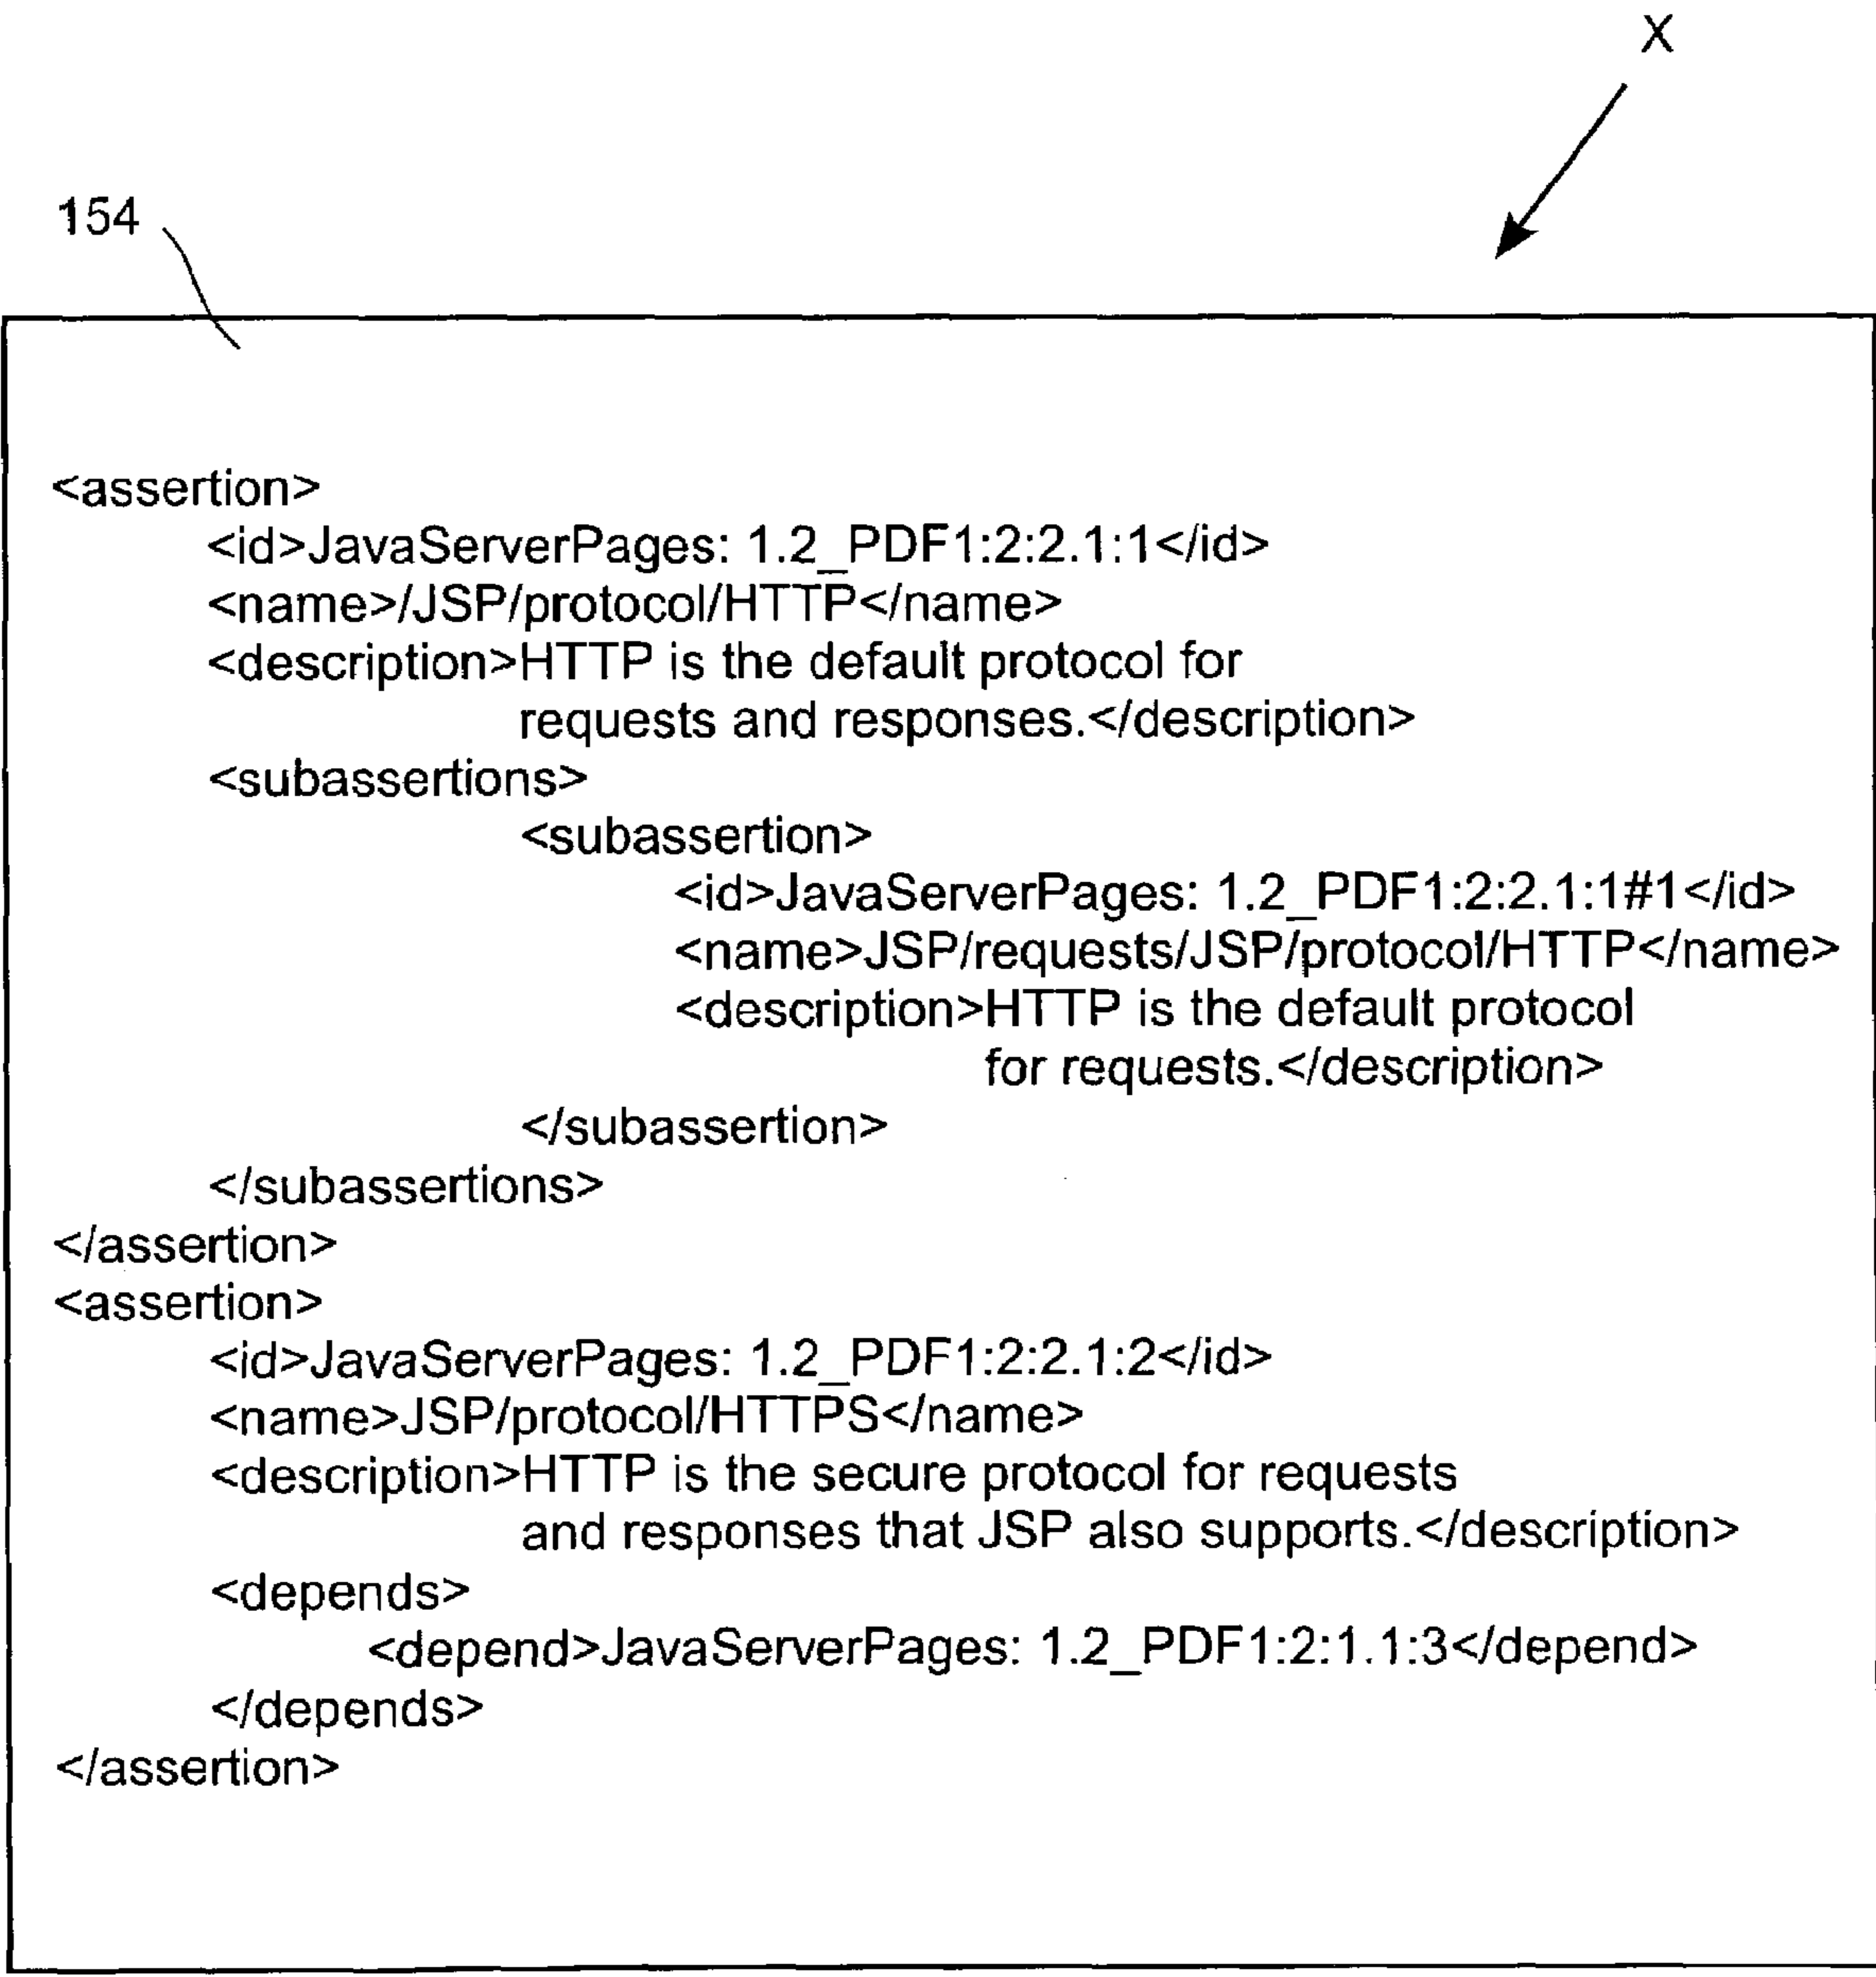 X
154
<assertion>
<id>JavaServerPages: 1.2_PDF1:2:2.1:1</id>
<name>/JSP/protocol/HTTP</name>
<description>HTTP is the default protocol for
requests and responses.</description>
<subassertions>
<subassertion>
<id>JavaServerPages: 1.2_PDF1:2:2.1:1#1</id>
<name>JSP/requests/JSP/protocol/HTTP</name>
<description>HTTP is the default protocol
for requests.</description>
</subassertion>
</subassertions>
</assertion>
<assertion>
<id>JavaServerPages: 1.2_PDF1:2:2.1:2</id>
<name>JSP/protocol/HTTPS</name>
<description>HTTP is the secure protocol for requests
and responses that JSP also supports.</description>
<depends>
<depend>JavaServerPages: 1.2_PDF1:2:1.1:3</depend>
</depends>
</assertion>